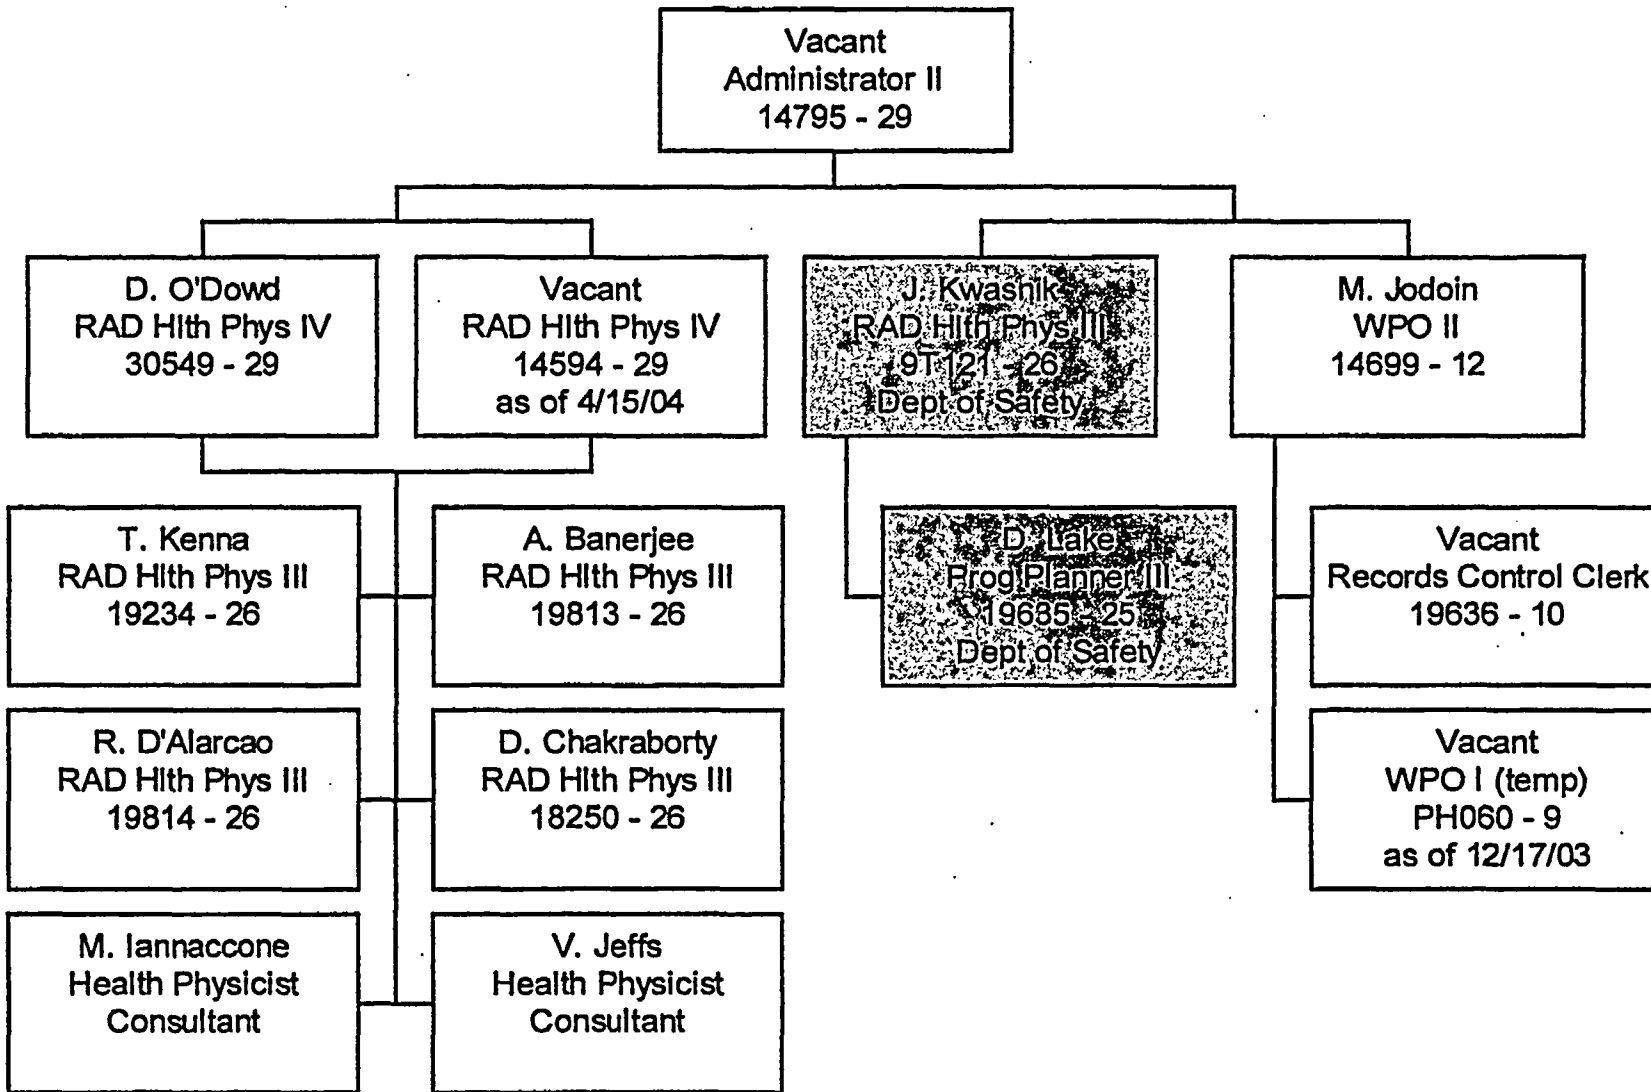 Vacant
Administrator II
14795 - 29
D. O'Dowd
RAD Hlth Phys IV
30549 - 29
Vacant
RAD Hlth Phys IV
14594 - 29
as of 4/15/04
J. Kwasnik
RAD Hlth Phys III
9T121 - 26
Dept of Safety
M. Jodoin
WPO II
14699 - 12
T. Kenna
RAD Hlth Phys III
19234 - 26
A. Banerjee
RAD Hlth Phys III
19813 - 26
D. Lake
Prog Planner III
19685 - 25
Dept of Safety
Vacant
Records Control Clerk
19636 - 10
R. D'Alarcao
RAD Hlth Phys III
19814 - 26
D. Chakraborty
RAD Hlth Phys III
18250 - 26
Vacant
WPO I (temp)
PH060 - 9
as of 12/17/03
M. Iannaccone
Health Physicist
Consultant
V. Jeffs
Health Physicist
Consultant